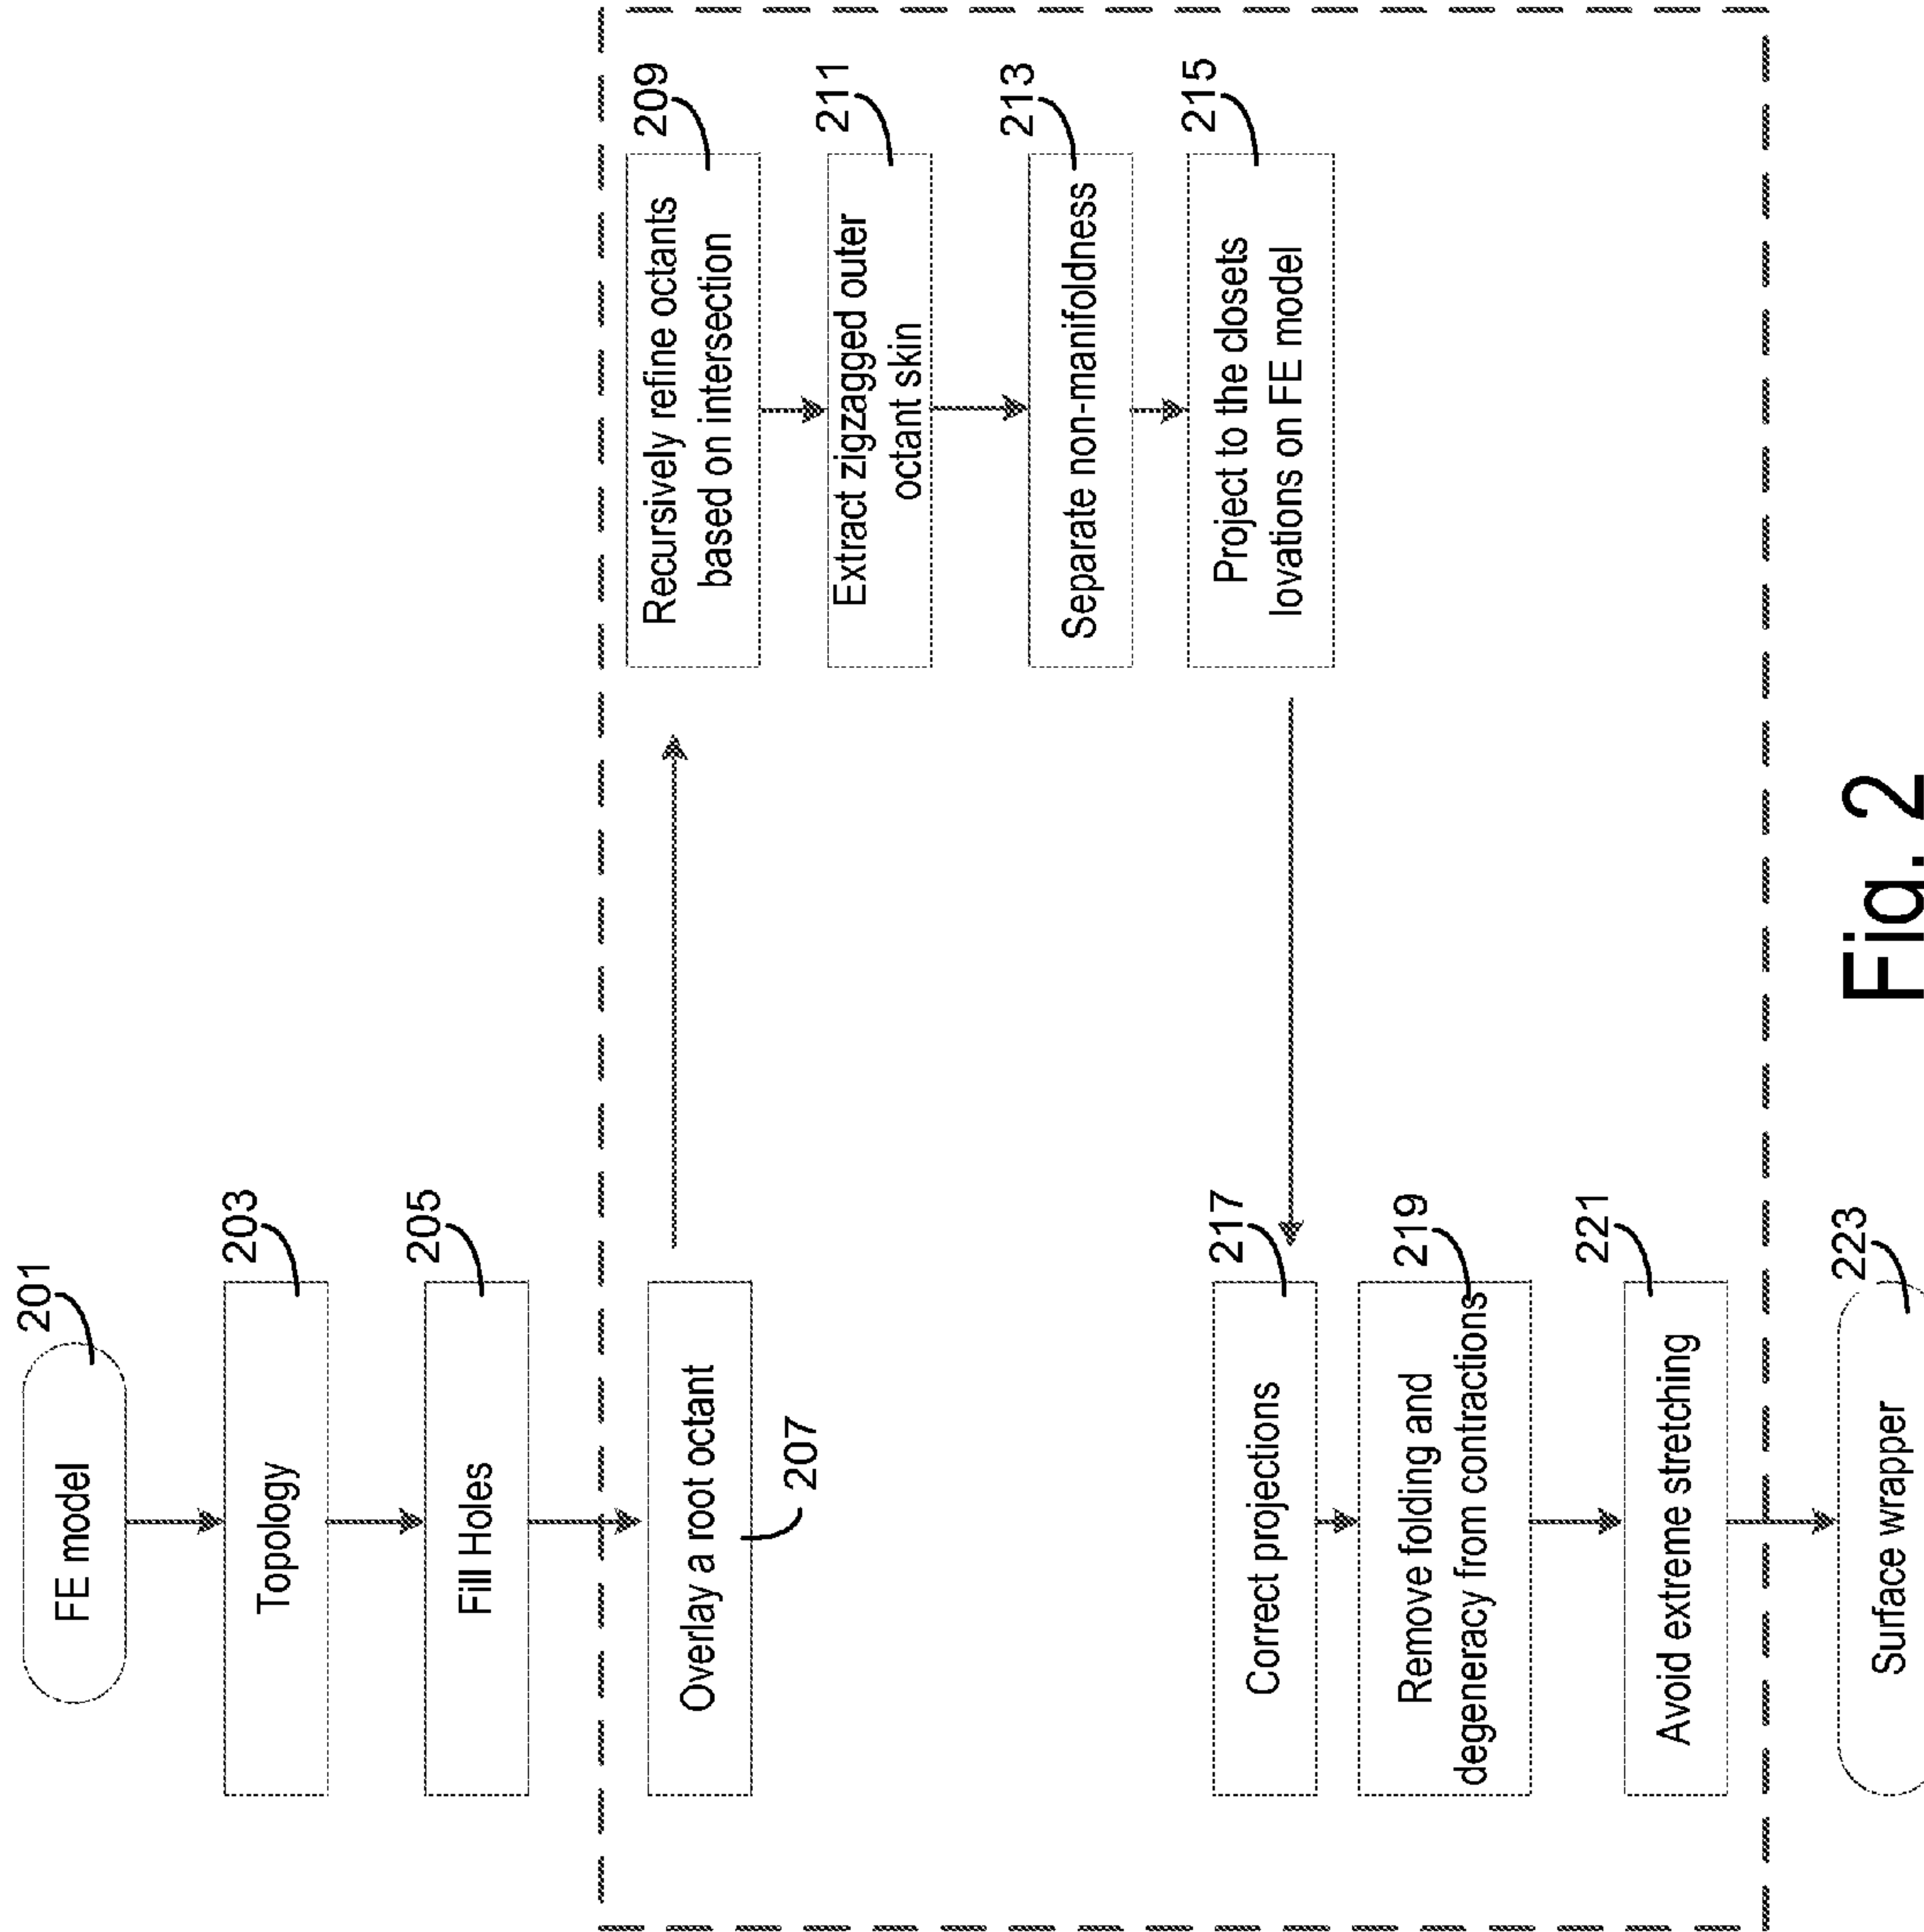 201
FE model
203
Topology
205
Fill Holes
Overlay a root octant
207
209
Recursively refine octants
based on intersection
211
Extract zigzagged outer
octant skin
213
Separate non-manifoldness
215
Project to the closets
lovations on FE model
217
Correct projections
219
Remove folding and
degeneracy from contractions
221
Avoid extreme stretching
223
Surface wrapper
Fig. 2